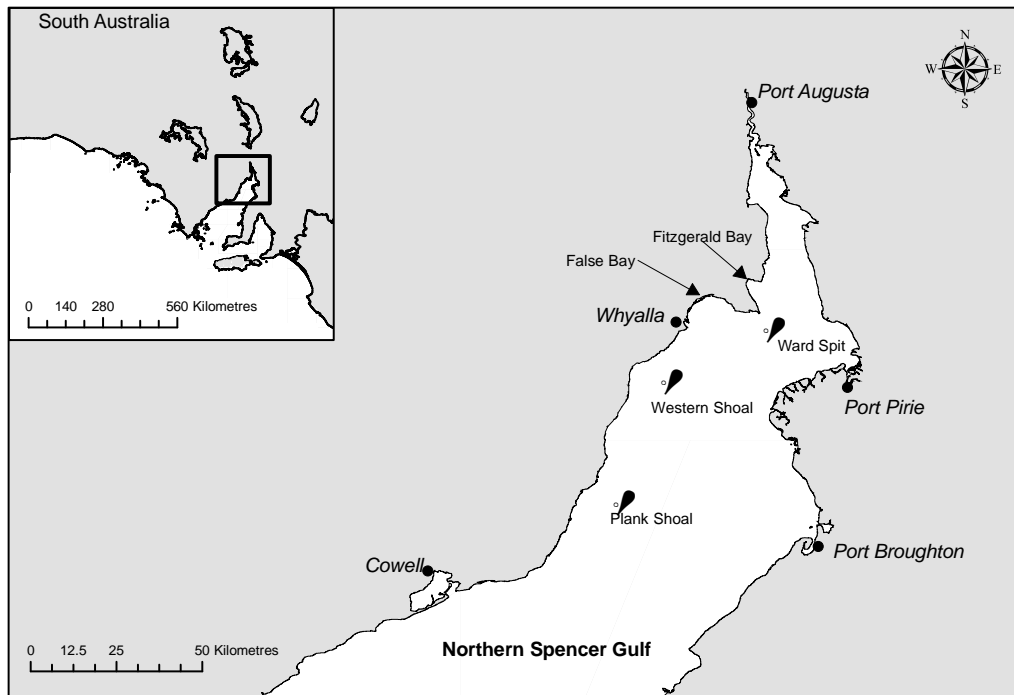 South Australia
0 140 280 560 Kilometres
N
W E
S
Port Augusta
Fitzgerald Bay
False Bay
Whyalla
Ward Spit
Port Pirie
Western Shoal
Plank Shoal
Port Broughton
Cowell
Northern Spencer Gulf
0 12.5 25 50 Kilometres